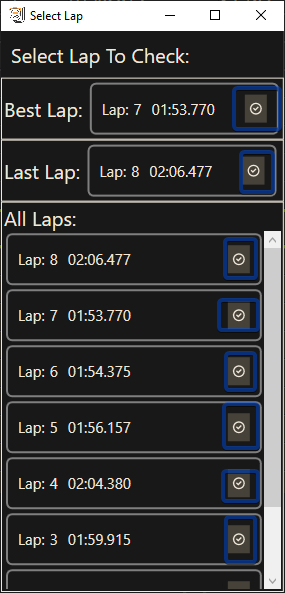 Select Lap
Select Lap To Check:
Best Lap: Lap: 7 01:53.770
Last Lap: Lap: 8 02:06.477
All Laps:
Lap: 8 02:06.477
Lap: 7 01:53.770
Lap: 6 01:54.375
Lap: 5 01:56.157
Lap: 4 02:04.380
Lap: 3 01:59.915